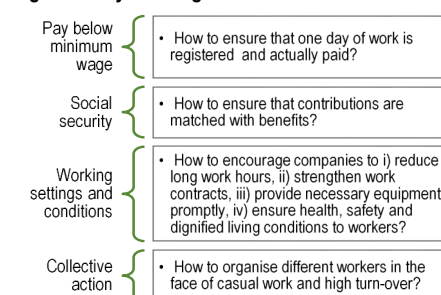 Pay below
minimum
wage
• How to ensure that one day of work is
registered and actually paid?
Social
security
• How to ensure that contributions are
matched with benefits?
Working
settings and
conditions
• How to encourage companies to i) reduce
long work hours, ii) strengthen work
contracts, iii) provide necessary equipment
promptly, iv) ensure health, safety and
dignified living conditions to workers?
Collective
action
• How to organise different workers in the
face of casual work and high turn-over?